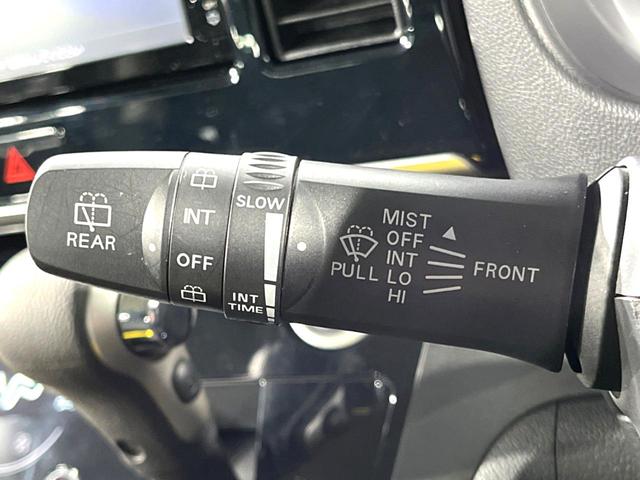 REAR
INT
OFF
SLOW
INT
TIME
PULL
MIST
OFF
INT
LO
HI
FRONT